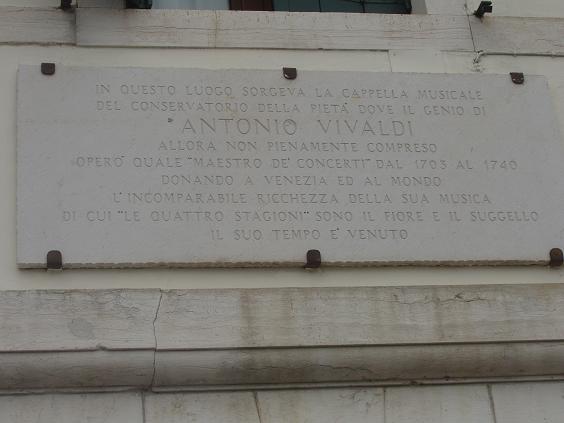 IN QUESTO LUOGO SORGEVA LA CAPPELLA MUSICALE
DEL CONSERVATORIO DELLA PIETÀ DOVE IL GENIO DI
ANTONIO VIVALDI
ALLORA NON PIENAMENTE COMPRESO
OPERÒ QUALE "MAESTRO DE' CONCERTI" DAL 1703 AL 1740
DONANDO A VENEZIA ED AL MONDO
L'INCOMPARABILE RICCHEZZA DELLA SUA MUSICA
DI CUI "LE QUATTRO STAGIONI" SONO IL FIORE E IL SUGGELLO
IL SUO TEMPO È VENUTO